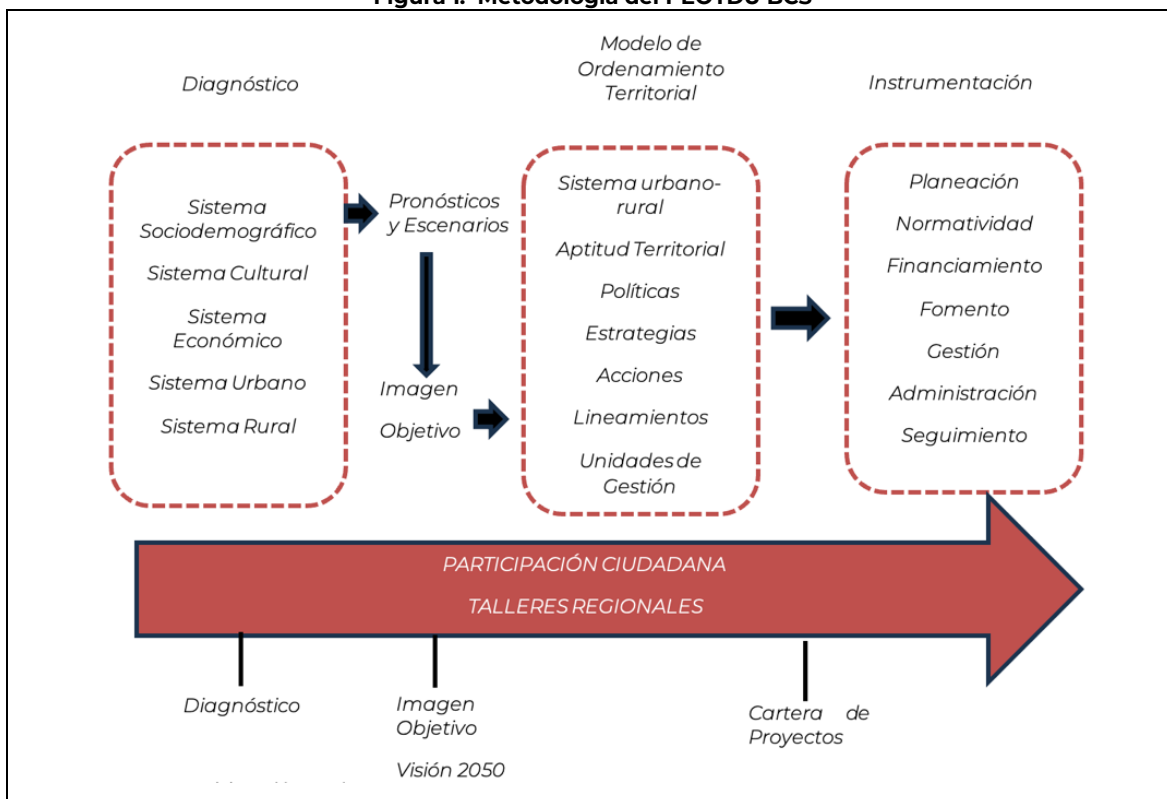 Diagnóstico
Sistema
Sociodemográfico
Sistema Cultural
Sistema
Económico
Sistema Urbano
Sistema Rural
Pronósticos
y Escenarios
Imagen
Objetivo
Modelo de
Ordenamiento
Territorial
Sistema urbano-
rural
Aptitud Territorial
Políticas
Estrategias
Acciones
Lineamientos
Unidades de
Gestión
Instrumentación
Planeación
Normatividad
Financiamiento
Fomento
Gestión
Administración
Seguimiento
PARTICIPACIÓN CIUDADANA
TALLERES REGIONALES
Diagnóstico
Imagen
Objetivo
Visión 2050
Cartera de
Proyectos